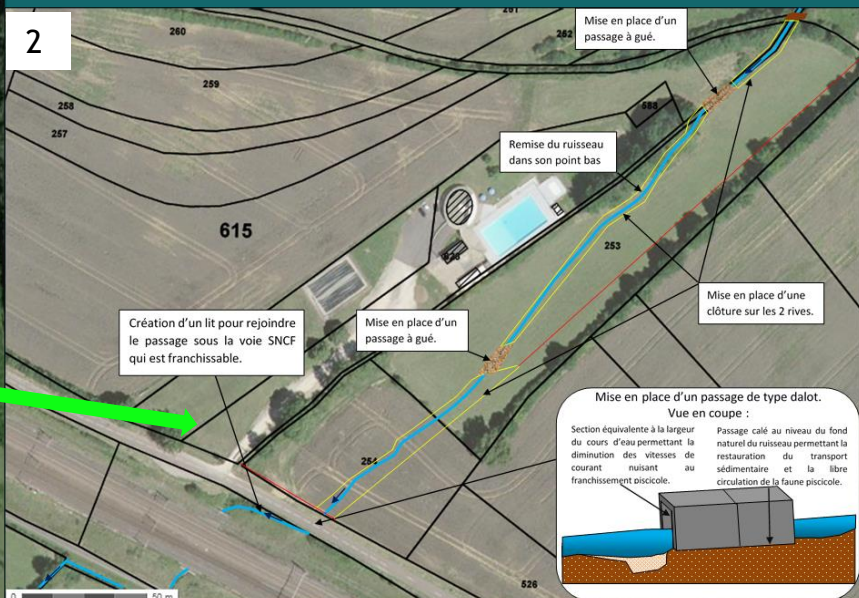 2
260
251
252
259
258
257
Mise en place d'un
passage à gué.
588
Remise du ruisseau
dans son point bas
615
253
Mise en place d'une
clôture sur les 2 rives.
Création d'un lit pour rejoindre
le passage sous la voie SNCF
qui est franchissable.
Mise en place d'un
passage à gué.
254
526
Mise en place d'un passage de type dalot.
Vue en coupe :
Section équivalente à la largeur
du cours d'eau permettant la
diminution des vitesses de
courant nuisant au
franchissement piscicole.
Passage calé au niveau du fond
naturel du ruisseau permettant la
restauration du transport
sédimentaire et la libre
circulation de la faune piscicole.
0 50 m